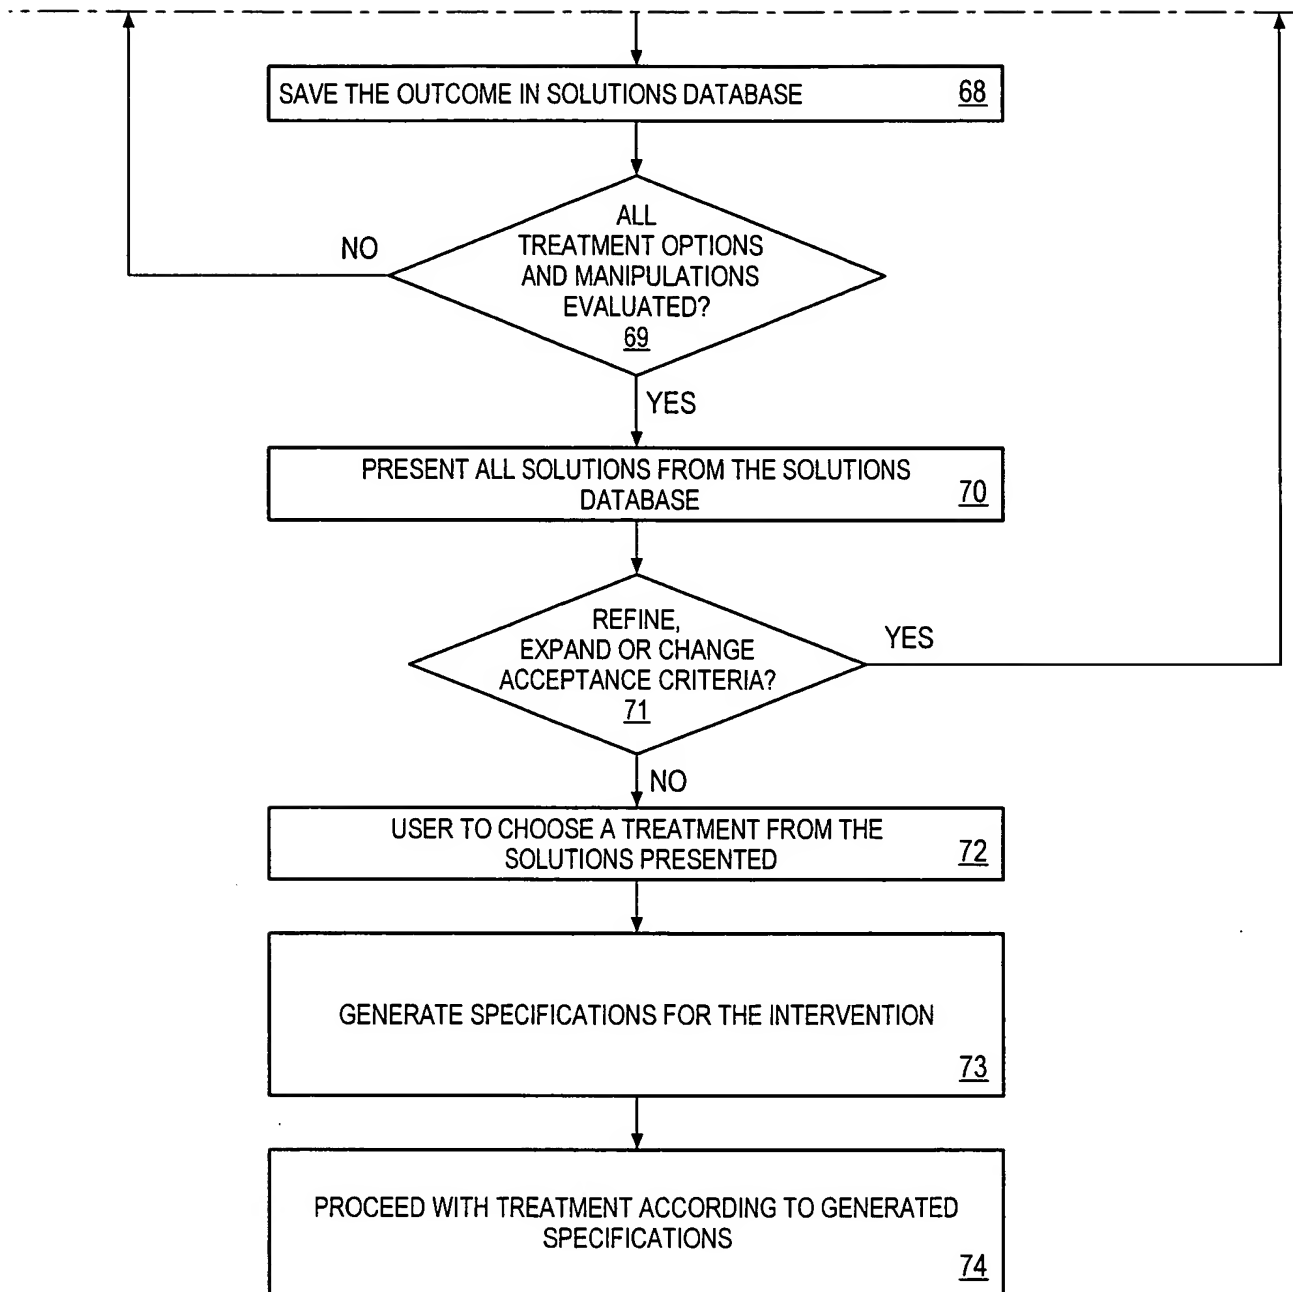 SAVE THE OUTCOME IN SOLUTIONS DATABASE 68
ALL
NO
TREATMENT OPTIONS
AND MANIPULATIONS
EVALUATED?
69
YES
PRESENT ALL SOLUTIONS FROM THE SOLUTIONS
DATABASE 70
REFINE,
EXPAND OR CHANGE
YES
ACCEPTANCE CRITERIA?
71
NO
USER TO CHOOSE A TREATMENT FROM THE
SOLUTIONS PRESENTED 72
GENERATE SPECIFICATIONS FOR THE INTERVENTION
73
PROCEED WITH TREATMENT ACCORDING TO GENERATED
SPECIFICATIONS
74